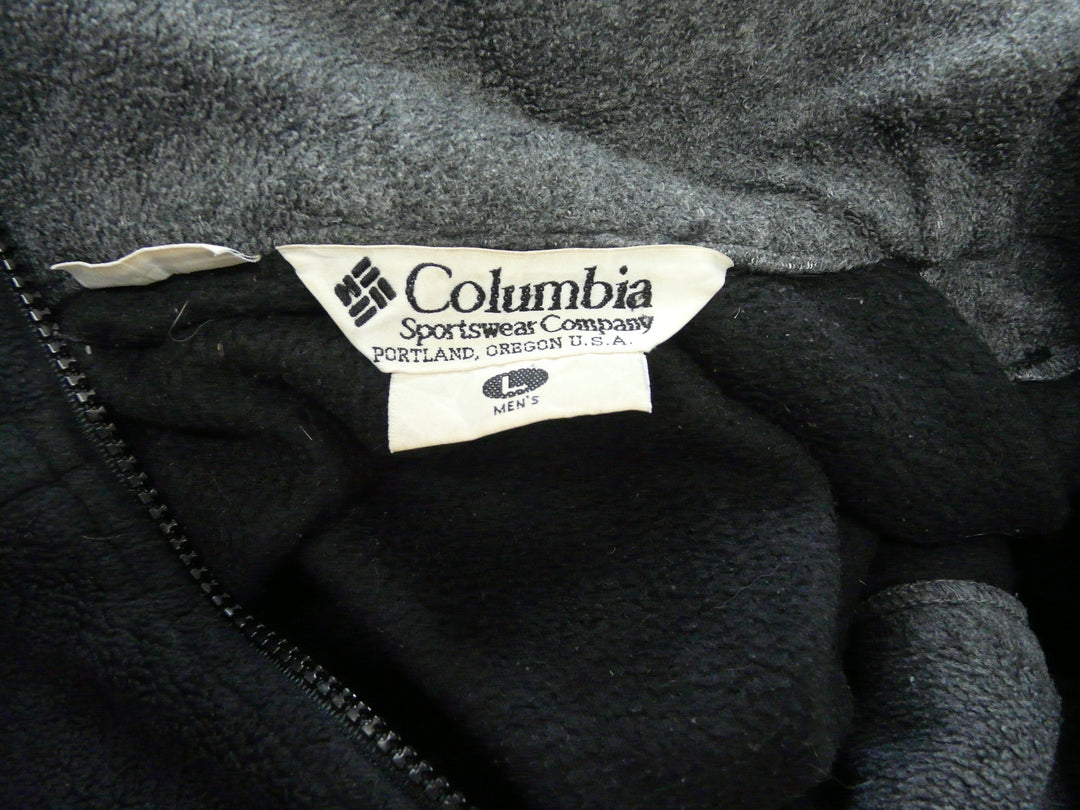 Columbia
Sportswear Company
PORTLAND, OREGON U.S.A.
L
MEN'S